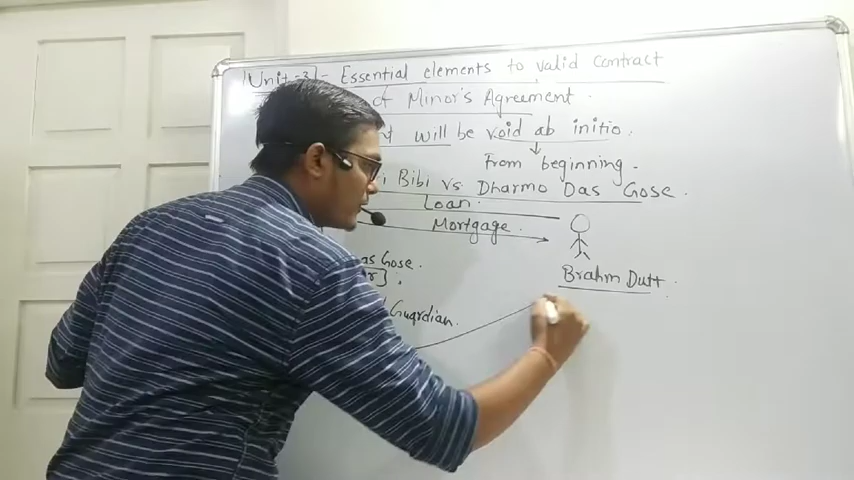 Unit-3 - Essential elements to valid Contract
of Minor's Agreement.
will be void ab initio.
From beginning.
Bibi vs Dharmo Das Gose.
Loan.
Mortgage.
Das Gose.
Brahm Dutt.
Guardian.